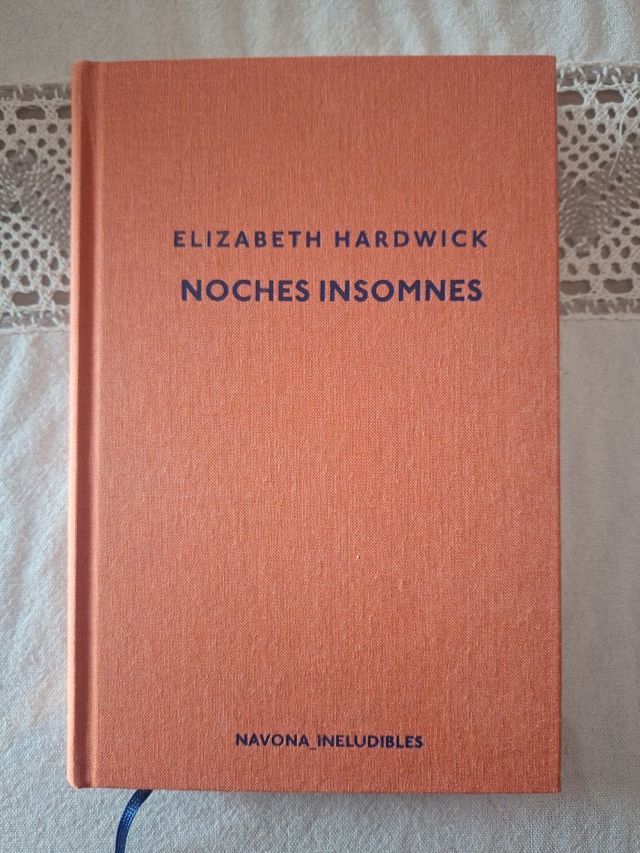 ELIZABETH HARDWICK
NOCHES INSOMNES
NAVONA_INELUDIBLES